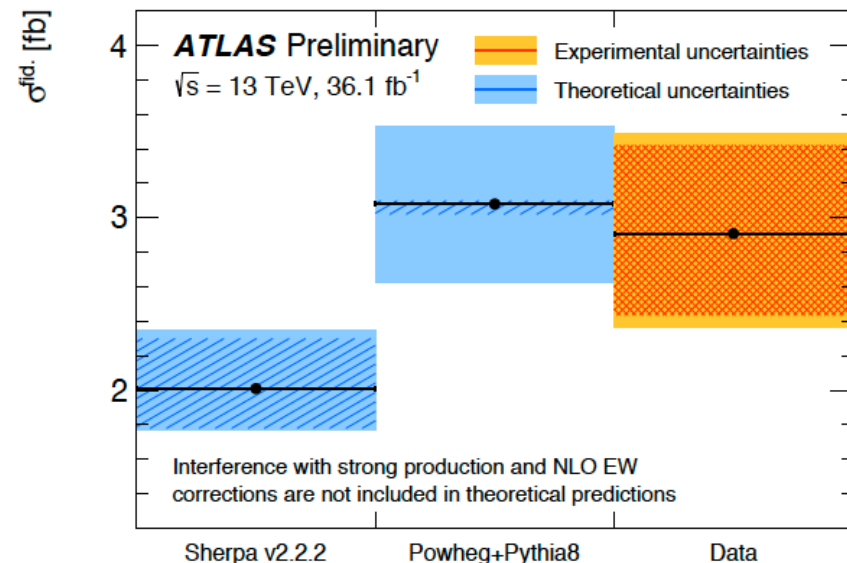 σfid. [fb]
4
3
2
ATLAS Preliminary
√s = 13 TeV, 36.1 fb-1
Experimental uncertainties
Theoretical uncertainties
Interference with strong production and NLO EW
corrections are not included in theoretical predictions
Sherpa v2.2.2
Powheg+Pythia8
Data